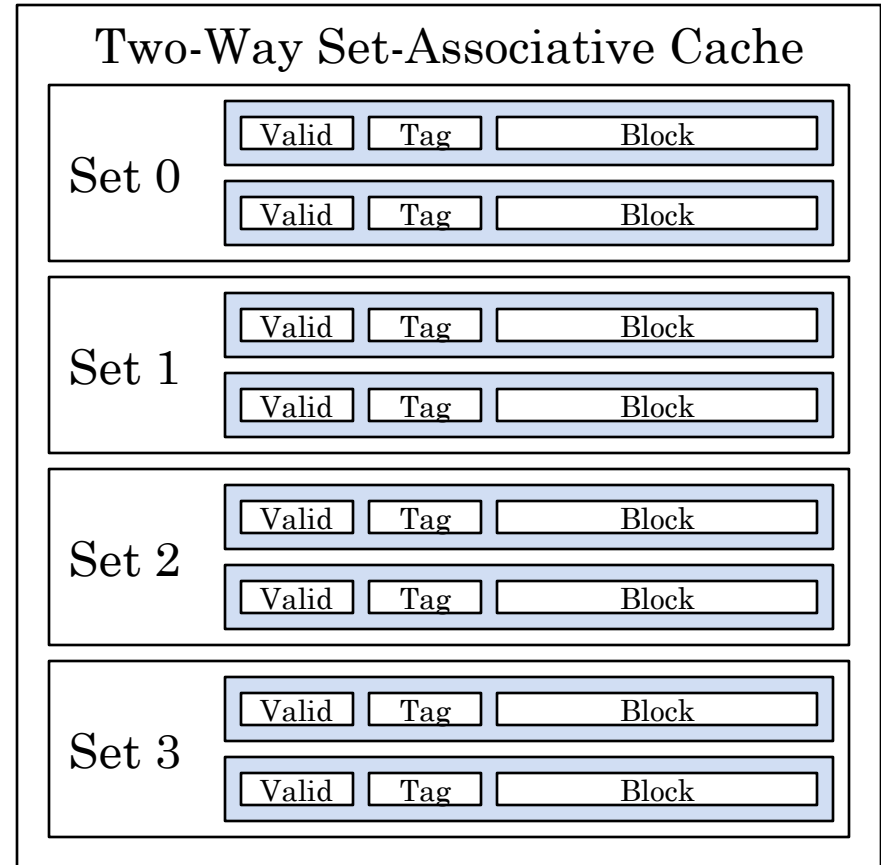 Two-Way Set-Associative Cache
Set 0
Valid Tag Block
Valid Tag Block
Set 1
Valid Tag Block
Valid Tag Block
Set 2
Valid Tag Block
Valid Tag Block
Set 3
Valid Tag Block
Valid Tag Block